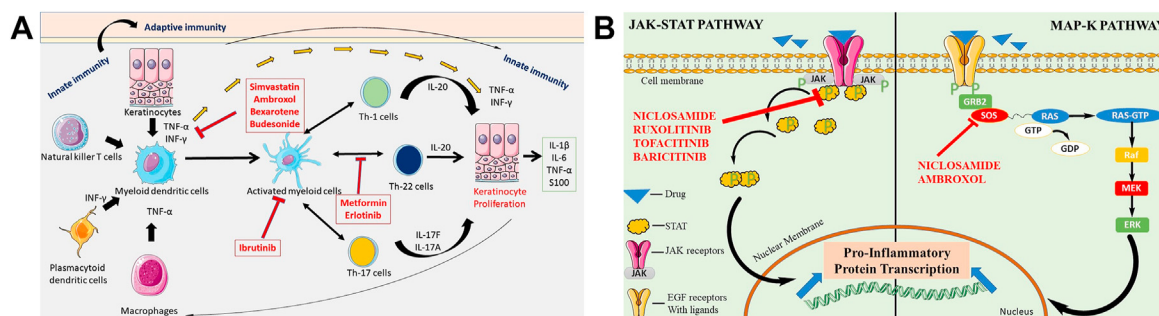 A
Adaptive immunity
Innate immunity
Innate immunity
Keratinocytes
TNF-α
INF-γ
Simvastatin
Ambroxol
Bexarotene
Budesonide
Th-1 cells
IL-20
TNF-α
INF-γ
Natural killer T cells
Myeloid dendritic cells
Activated myeloid cells
Th-22 cells
IL-20
IL-1β
IL-6
TNF-α
S100
Keratinocyte
Proliferation
INF-γ
TNF-α
Metformin
Erlotinib
Ibrutinib
IL-17F
IL-17A
Th-17 cells
Plasmacytoid
dendritic cells
Macrophages
B
JAK-STAT PATHWAY
MAP-K PATHWAY
Cell membrane
JAK
JAK
P
P
P
P
P
P
P
P
P
P
GRB2
SOS
RAS
RAS-GTP
GTP
GDP
NICLOSAMIDE
RUXOLITINIB
TOFACITINIB
BARICITINIB
NICLOSAMIDE
AMBROXOL
Raf
MEK
ERK
Drug
STAT
JAK receptors
JAK
EGF receptors
With ligands
Nuclear Membrane
Pro-Inflammatory
Protein Transcription
Nucleus